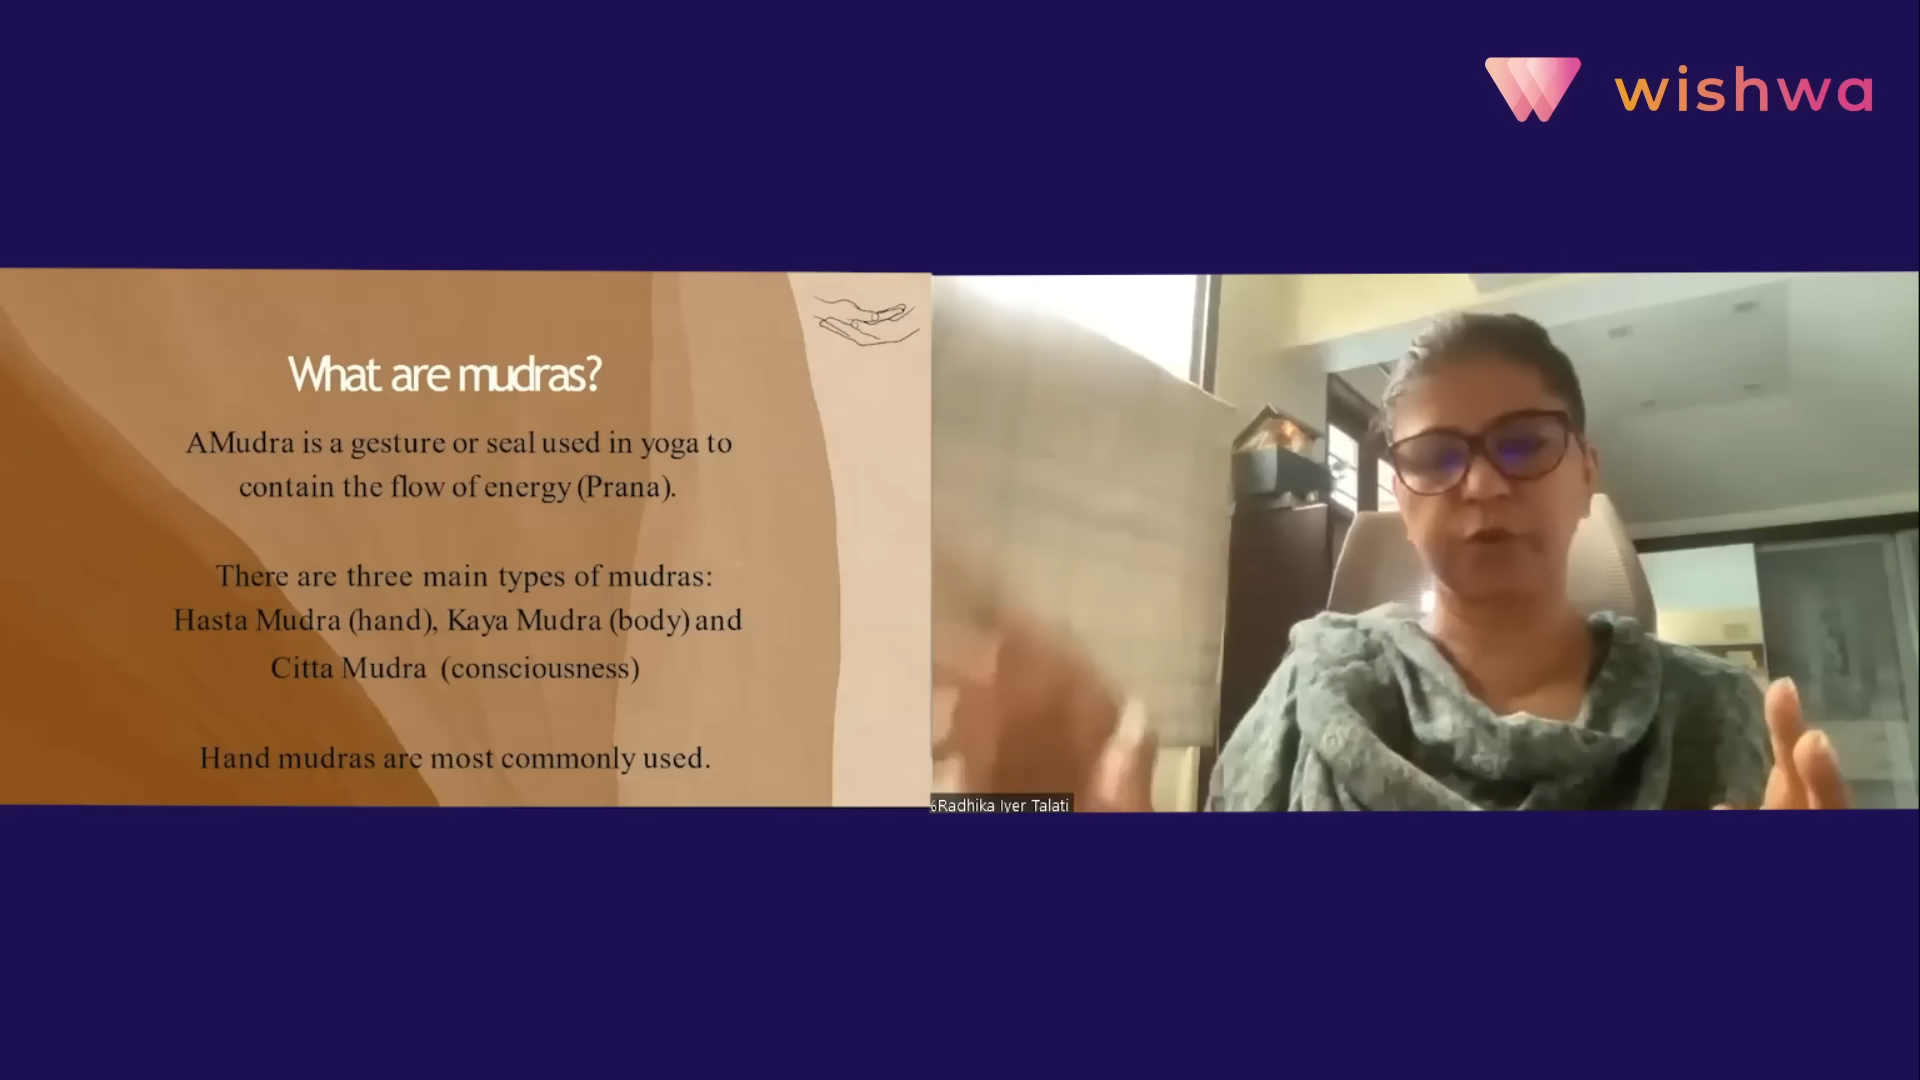 wishwa
What are mudras?
AMudra is a gesture or seal used in yoga to
contain the flow of energy (Prana).
There are three main types of mudras:
Hasta Mudra (hand), Kaya Mudra (body) and
Citta Mudra (consciousness)
Hand mudras are most commonly used.
Radhika Iyer Talati